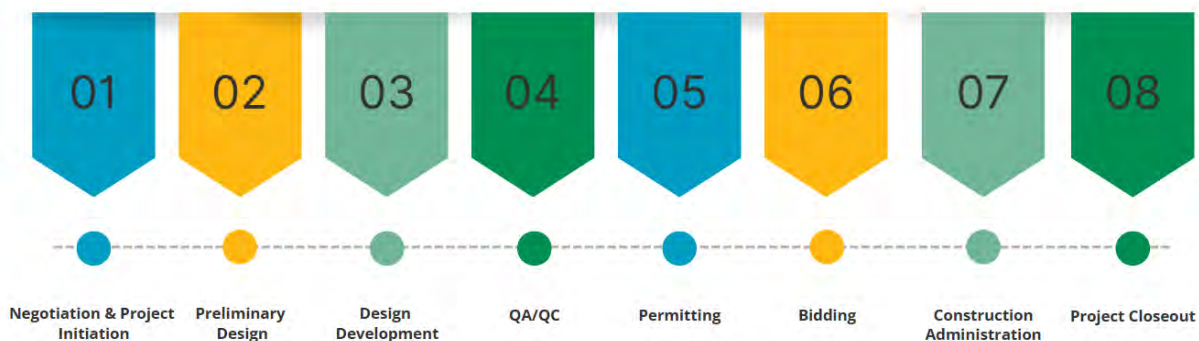 01 02 03 04 05 06 07 08
Negotiation & Project Initiation
Preliminary Design
Design Development
QA/QC
Permitting
Bidding
Construction Administration
Project Closeout